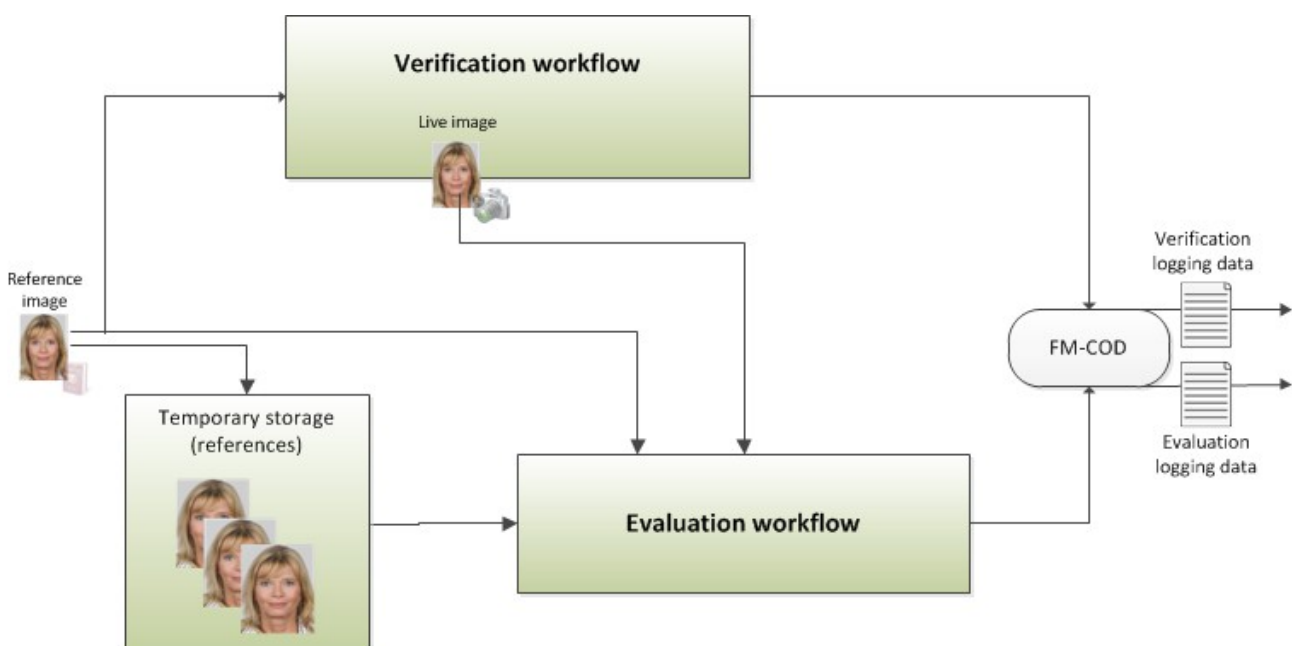 Verification workflow
Live image
Reference
image
Verification
logging data
FM-COD
Temporary storage
(references)
Evaluation workflow
Evaluation
logging data